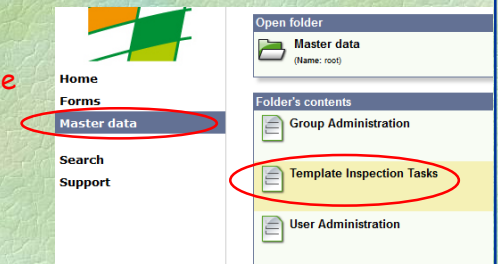 e
Home
Forms
Master data
Search
Support
Open folder
Master data
(Name: root)
Folder's contents
Group Administration
Template Inspection Tasks
User Administration